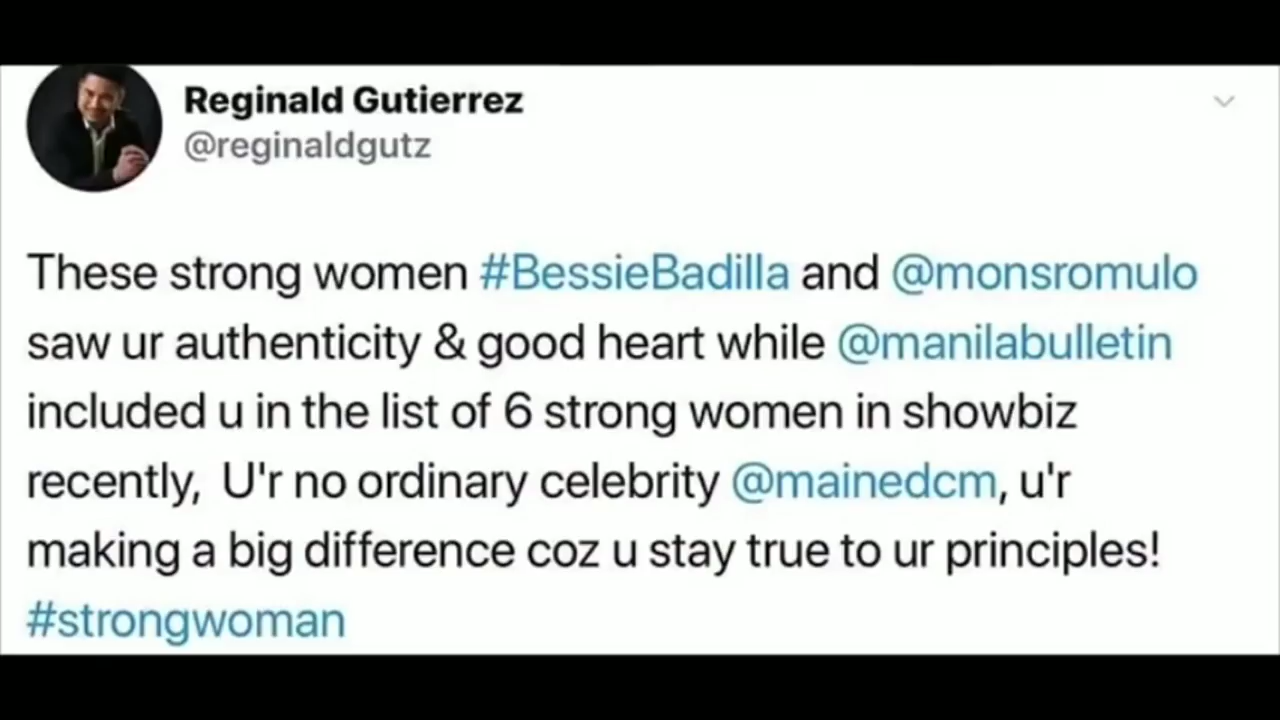 Reginald Gutierrez
@reginaldgutz
These strong women #BessieBadilla and @monsromulo
saw ur authenticity & good heart while @manilabulletin
included u in the list of 6 strong women in showbiz
recently,  U'r no ordinary celebrity @mainedcm, u'r
making a big difference coz u stay true to ur principles!
#strongwoman